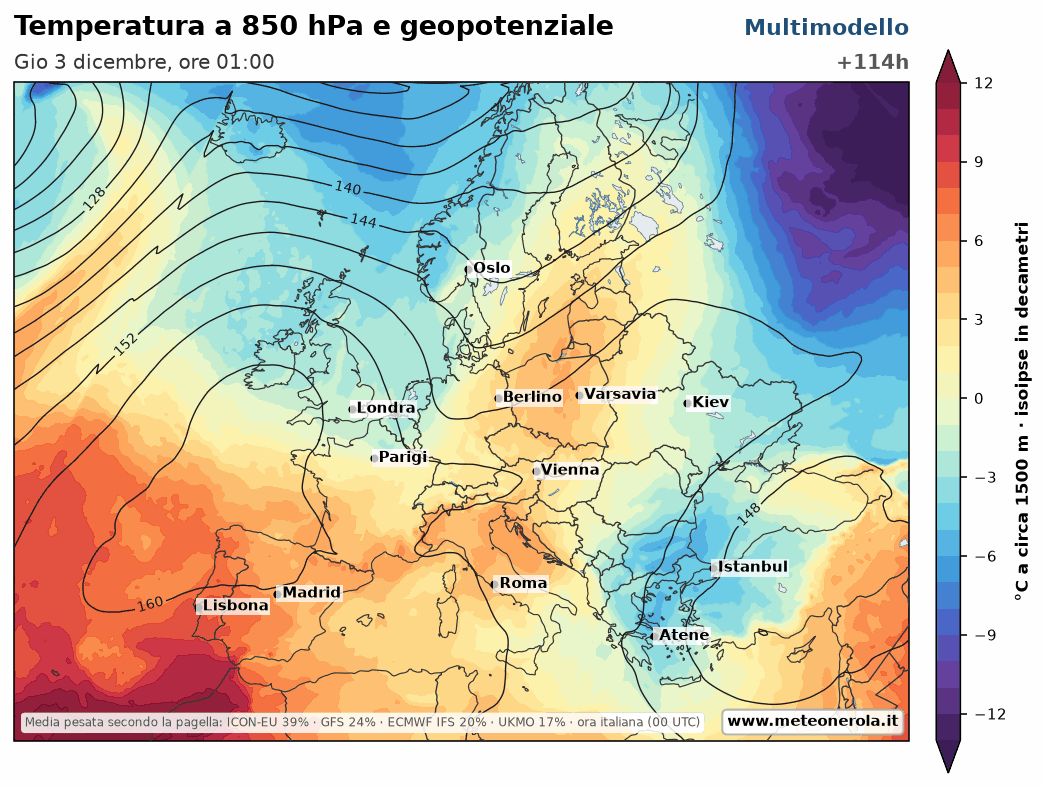 Temperatura a 850 hPa e geopotenziale
Multimodello
Gio 3 dicembre, ore 01:00
+114h
12
9
6
3
0
−3
−6
−9
−12
°C a circa 1500 m · isoipse in decametri
128
140
144
152
148
160
Oslo
Berlino
Varsavia
Kiev
Londra
Parigi
Vienna
Istanbul
Roma
Madrid
Lisbona
Atene
Media pesata secondo la pagella: ICON-EU 39% · GFS 24% · ECMWF IFS 20% · UKMO 17% · ora italiana (00 UTC)
www.meteonerola.it